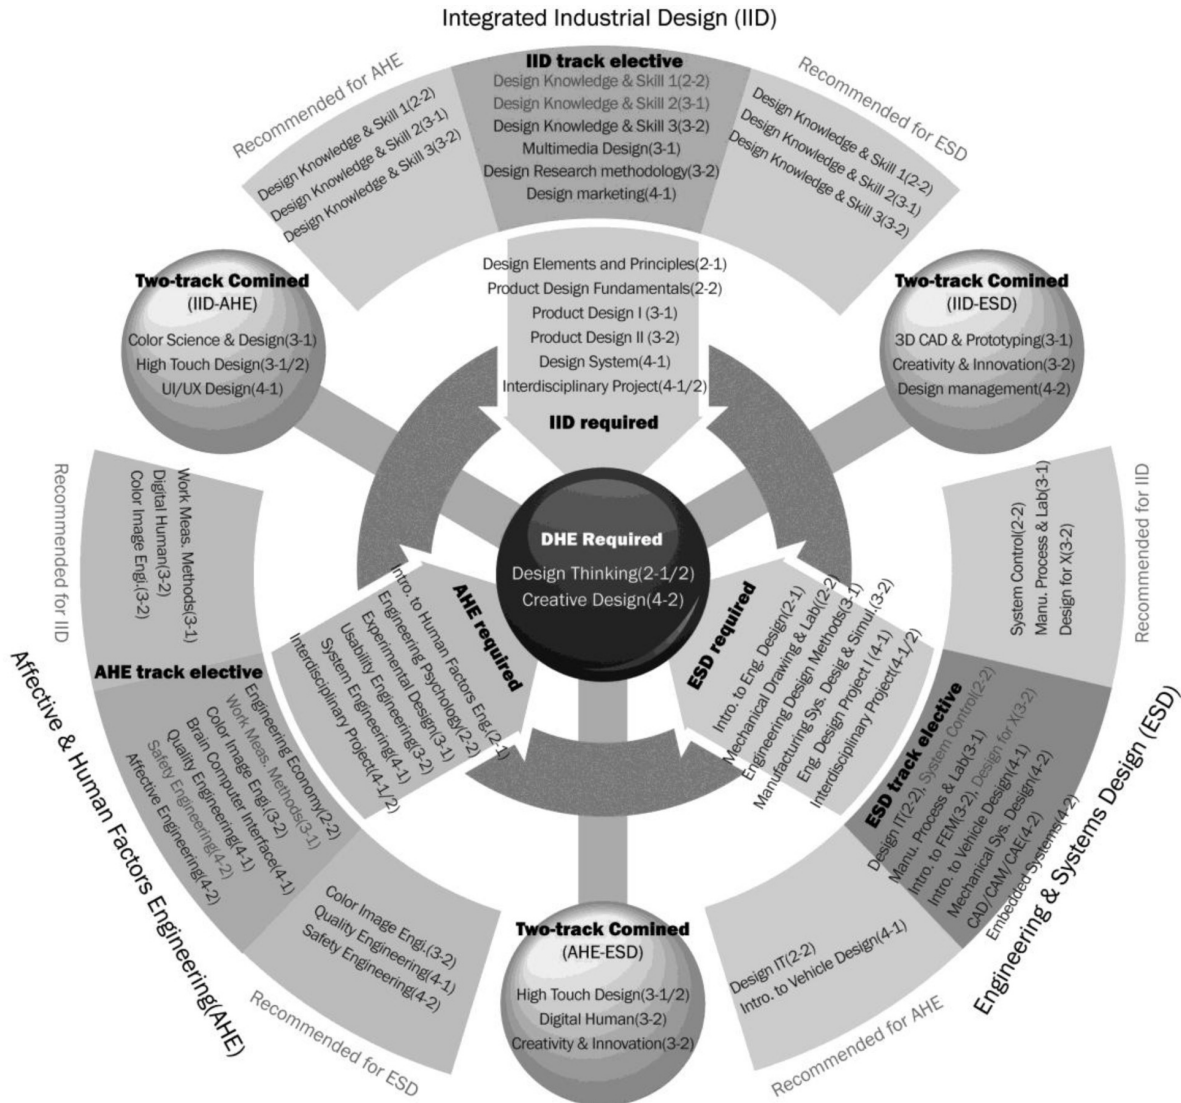 Integrated Industrial Design (IID)
Recommended for AHE
Design Knowledge & Skill 1(2-2)
Design Knowledge & Skill 2(3-1)
Design Knowledge & Skill 3(3-2)
IID track elective
Design Knowledge & Skill 1(2-2)
Design Knowledge & Skill 2(3-1)
Design Knowledge & Skill 3(3-2)
Multimedia Design(3-1)
Design Research methodology(3-2)
Design marketing(4-1)
Recommended for ESD
Design Knowledge & Skill 1(2-2)
Design Knowledge & Skill 2(3-1)
Design Knowledge & Skill 3(3-2)
Two-track Comined
(IID-AHE)
Color Science & Design(3-1)
High Touch Design(3-1/2)
UI/UX Design(4-1)
Design Elements and Principles(2-1)
Product Design Fundamentals(2-2)
Product Design I (3-1)
Product Design II (3-2)
Design System(4-1)
Interdisciplinary Project(4-1/2)
IID required
Two-track Comined
(IID-ESD)
3D CAD & Prototyping(3-1)
Creativity & Innovation(3-2)
Design management(4-2)
DHE Required
Design Thinking(2-1/2)
Creative Design(4-2)
Recommended for IID
Work Meas. Methods(3-1)
Digital Human(3-2)
Color Image Engi.(3-2)
AHE required
Intro. to Human Factors Eng.(2-1)
Engineering Psychology(2-2)
Experimental Design(3-1)
Usability Engineering(3-2)
System Engineering(4-1)
Interdisciplinary Project(4-1/2)
ESD required
Intro. to Eng. Design(2-1)
Mechanical Drawing & Lab((2-2)
Engineering Design Methods(3-1)
Manufacturing Sys. Desig & Simul.(3-2)
Eng. Design Project I (4-1)
Interdisciplinary Project(4-1/2)
Recommended for IID
System Control(2-2)
Manu. Process & Lab(3-1)
Design for X(3-2)
AHE track elective
Engineering Economy(2-2)
Work Meas. Methods(3-1)
Color Image Engi.(3-2)
Brain Computer Interface(4-1)
Quality Engineering(4-1)
Safety Engineering(4-2)
Affective Engineering(4-2)
Affective & Human Factors Engineering(AHE)
ESD track elective
Design IT(2-2), System Control(2-2)
Manu. Process & Lab(3-1)
Intro. to FEM(3-2), Design for X(3-2)
Intro. to Vehicle Design(4-1)
Mechanical Sys. Design(4-2)
CAD/CAM/CAE(4-2)
Embedded Systems(4-2)
Engineering & Systems Design (ESD)
Color Image Engi.(3-2)
Quality Engineering(4-1)
Safety Engineering(4-2)
Recommended for ESD
Two-track Comined
(AHE-ESD)
High Touch Design(3-1/2)
Digital Human(3-2)
Creativity & Innovation(3-2)
Design IT(2-2)
Intro. to Vehicle Design(4-1)
Recommended for AHE